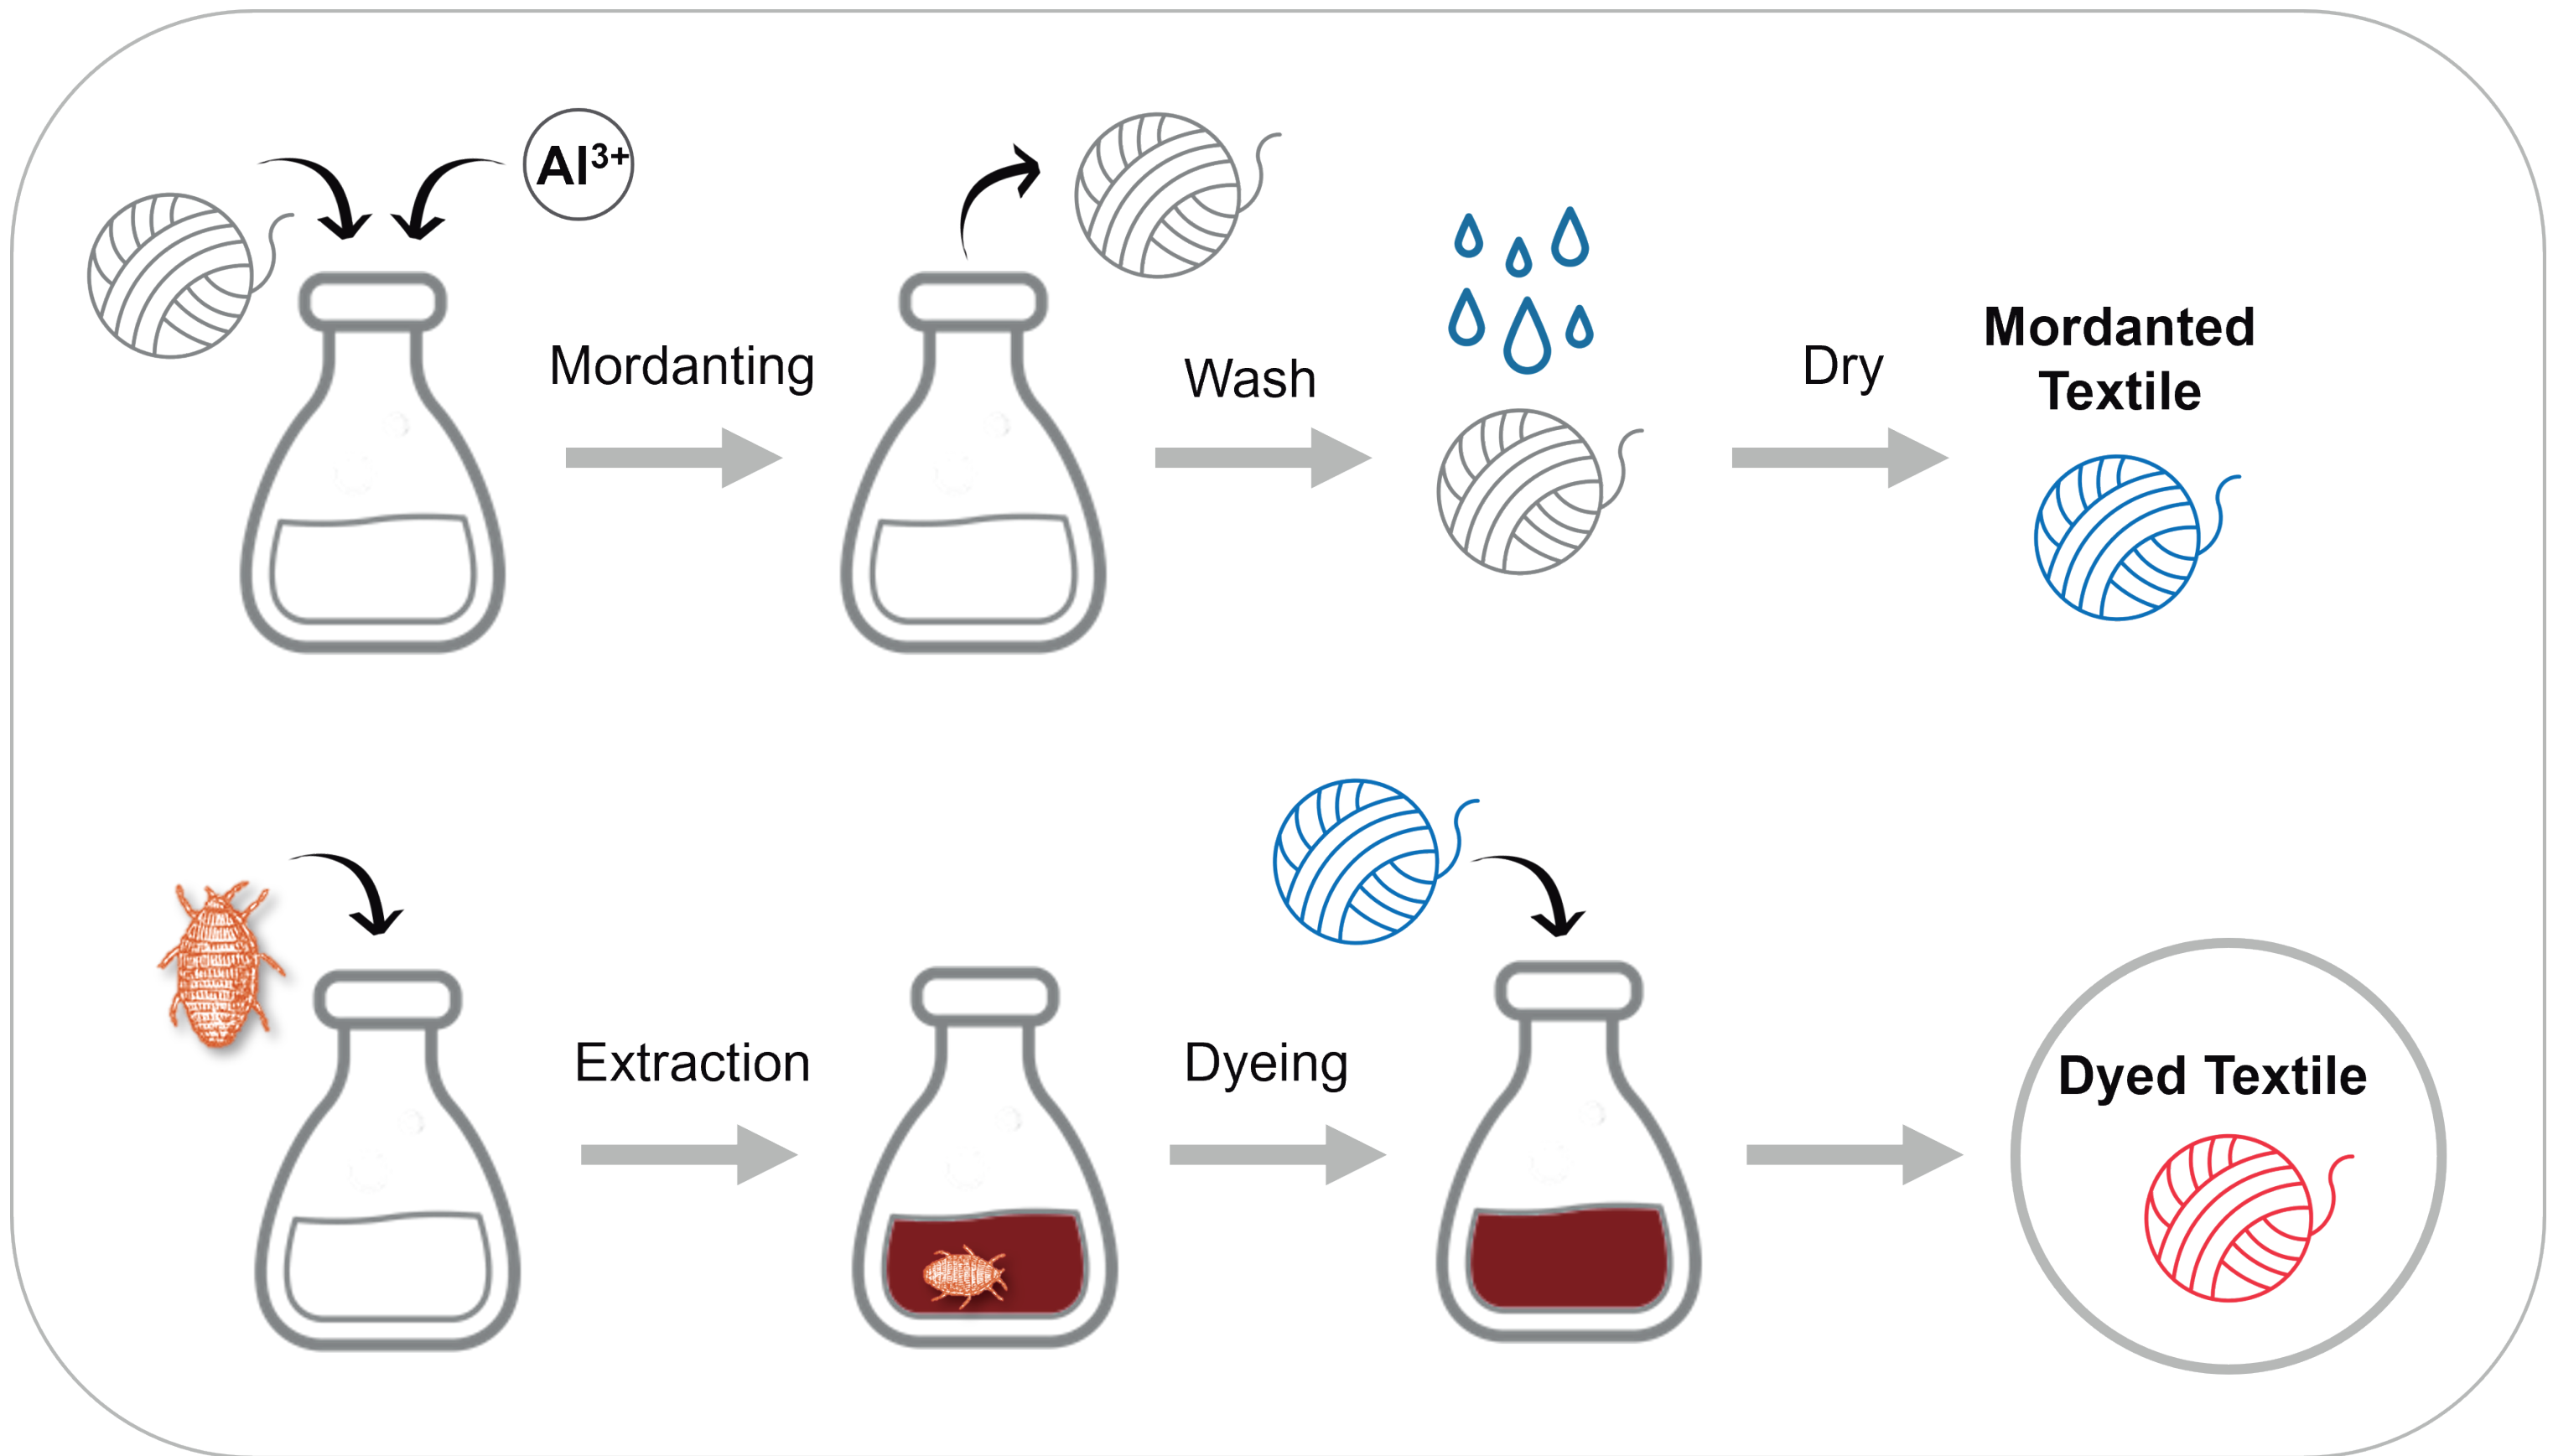 Al³⁺
Mordanting
Wash
Dry
Mordanted
Textile
Extraction
Dyeing
Dyed Textile